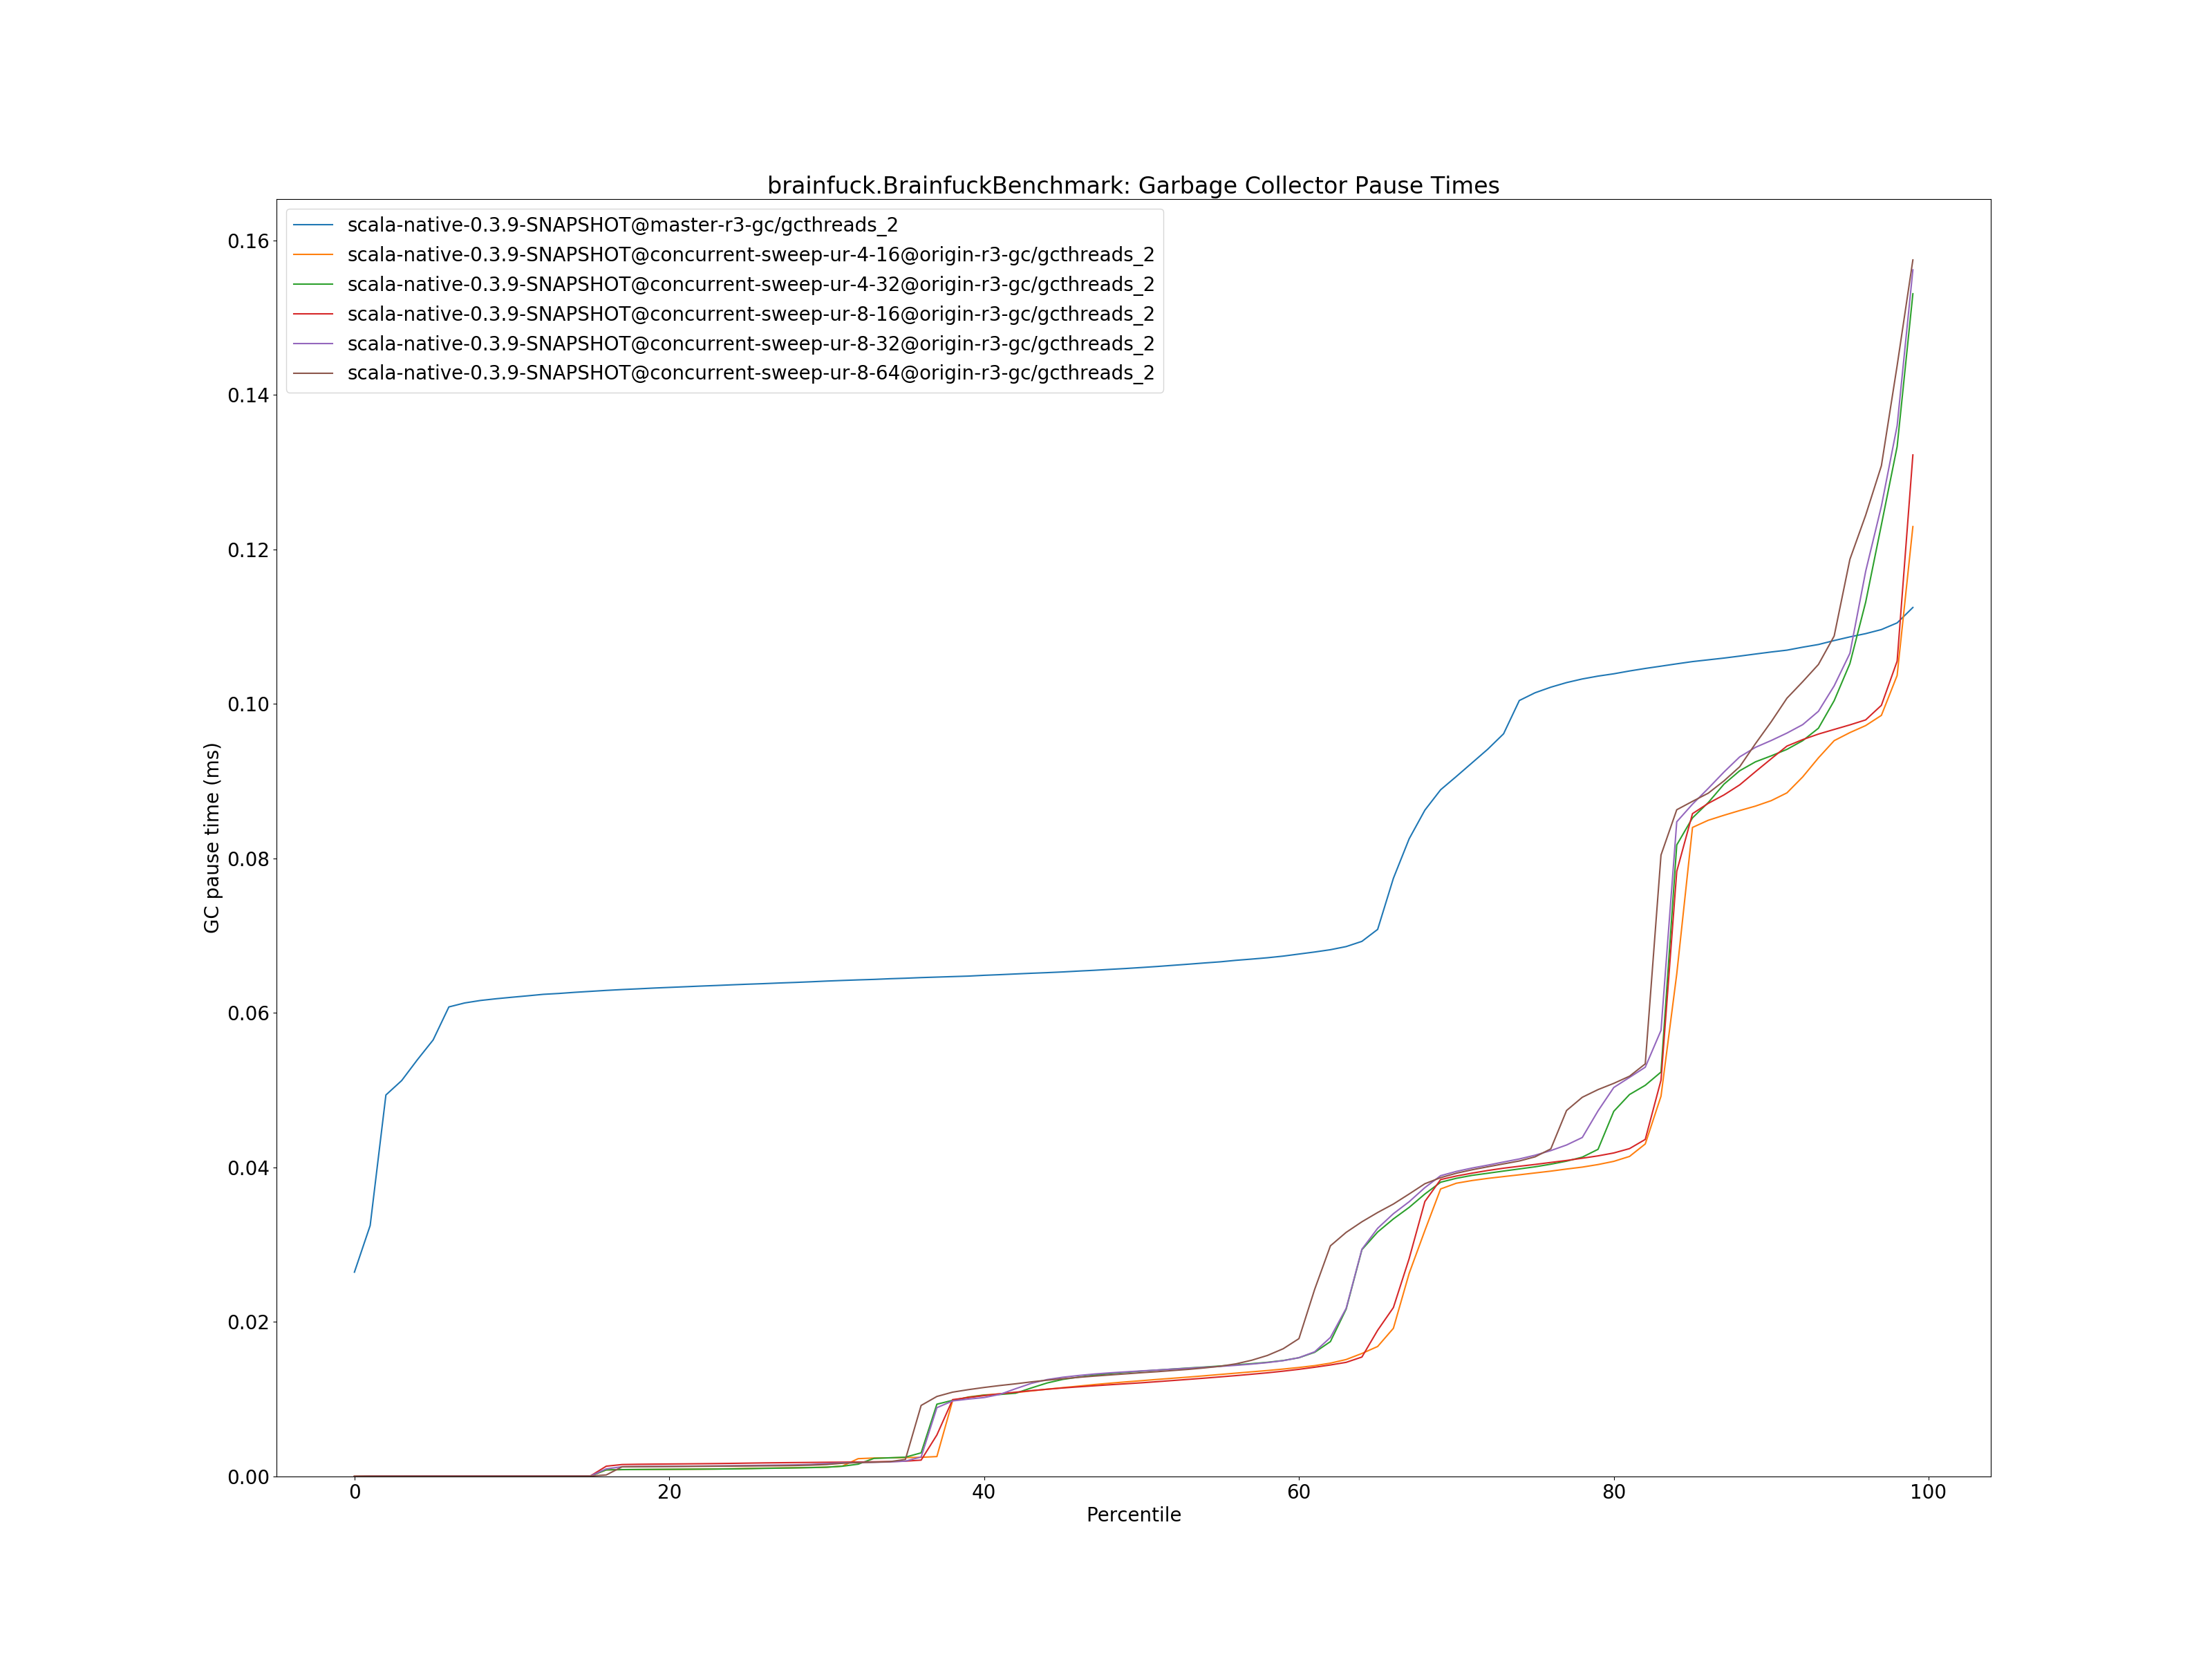 brainfuck.BrainfuckBenchmark: Garbage Collector Pause Times
scala-native-0.3.9-SNAPSHOT@master-r3-gc/gcthreads_2
scala-native-0.3.9-SNAPSHOT@concurrent-sweep-ur-4-16@origin-r3-gc/gcthreads_2
scala-native-0.3.9-SNAPSHOT@concurrent-sweep-ur-4-32@origin-r3-gc/gcthreads_2
scala-native-0.3.9-SNAPSHOT@concurrent-sweep-ur-8-16@origin-r3-gc/gcthreads_2
scala-native-0.3.9-SNAPSHOT@concurrent-sweep-ur-8-32@origin-r3-gc/gcthreads_2
scala-native-0.3.9-SNAPSHOT@concurrent-sweep-ur-8-64@origin-r3-gc/gcthreads_2
GC pause time (ms)
0.16
0.14
0.12
0.10
0.08
0.06
0.04
0.02
0.00
0 20 40 60 80 100
Percentile